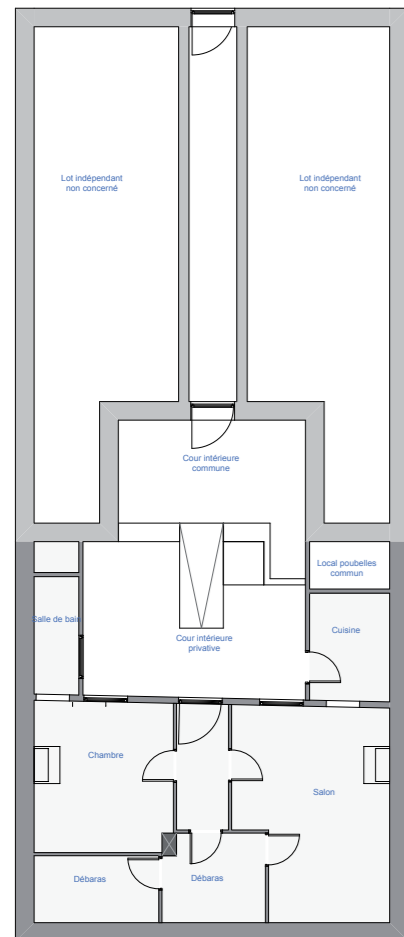 Lot indépendant
non concerné
Lot indépendant
non concerné
Cour intérieure
commune
Local poubelles
commun
Salle de bain
Cuisine
Cour intérieure
privative
Chambre
Salon
Débaras
Débaras